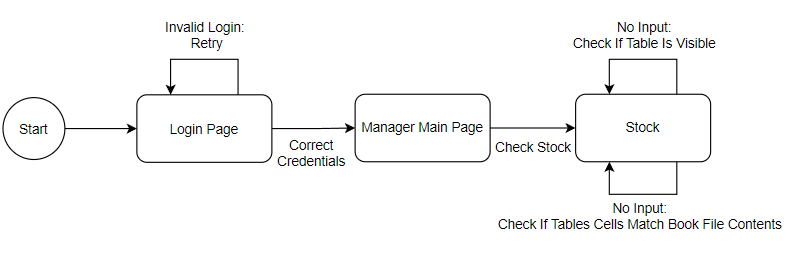 Invalid Login:
Retry
No Input:
Check If Table Is Visible
Start
Login Page
Manager Main Page
Stock
Correct
Credentials
Check Stock
No Input:
Check If Tables Cells Match Book File Contents